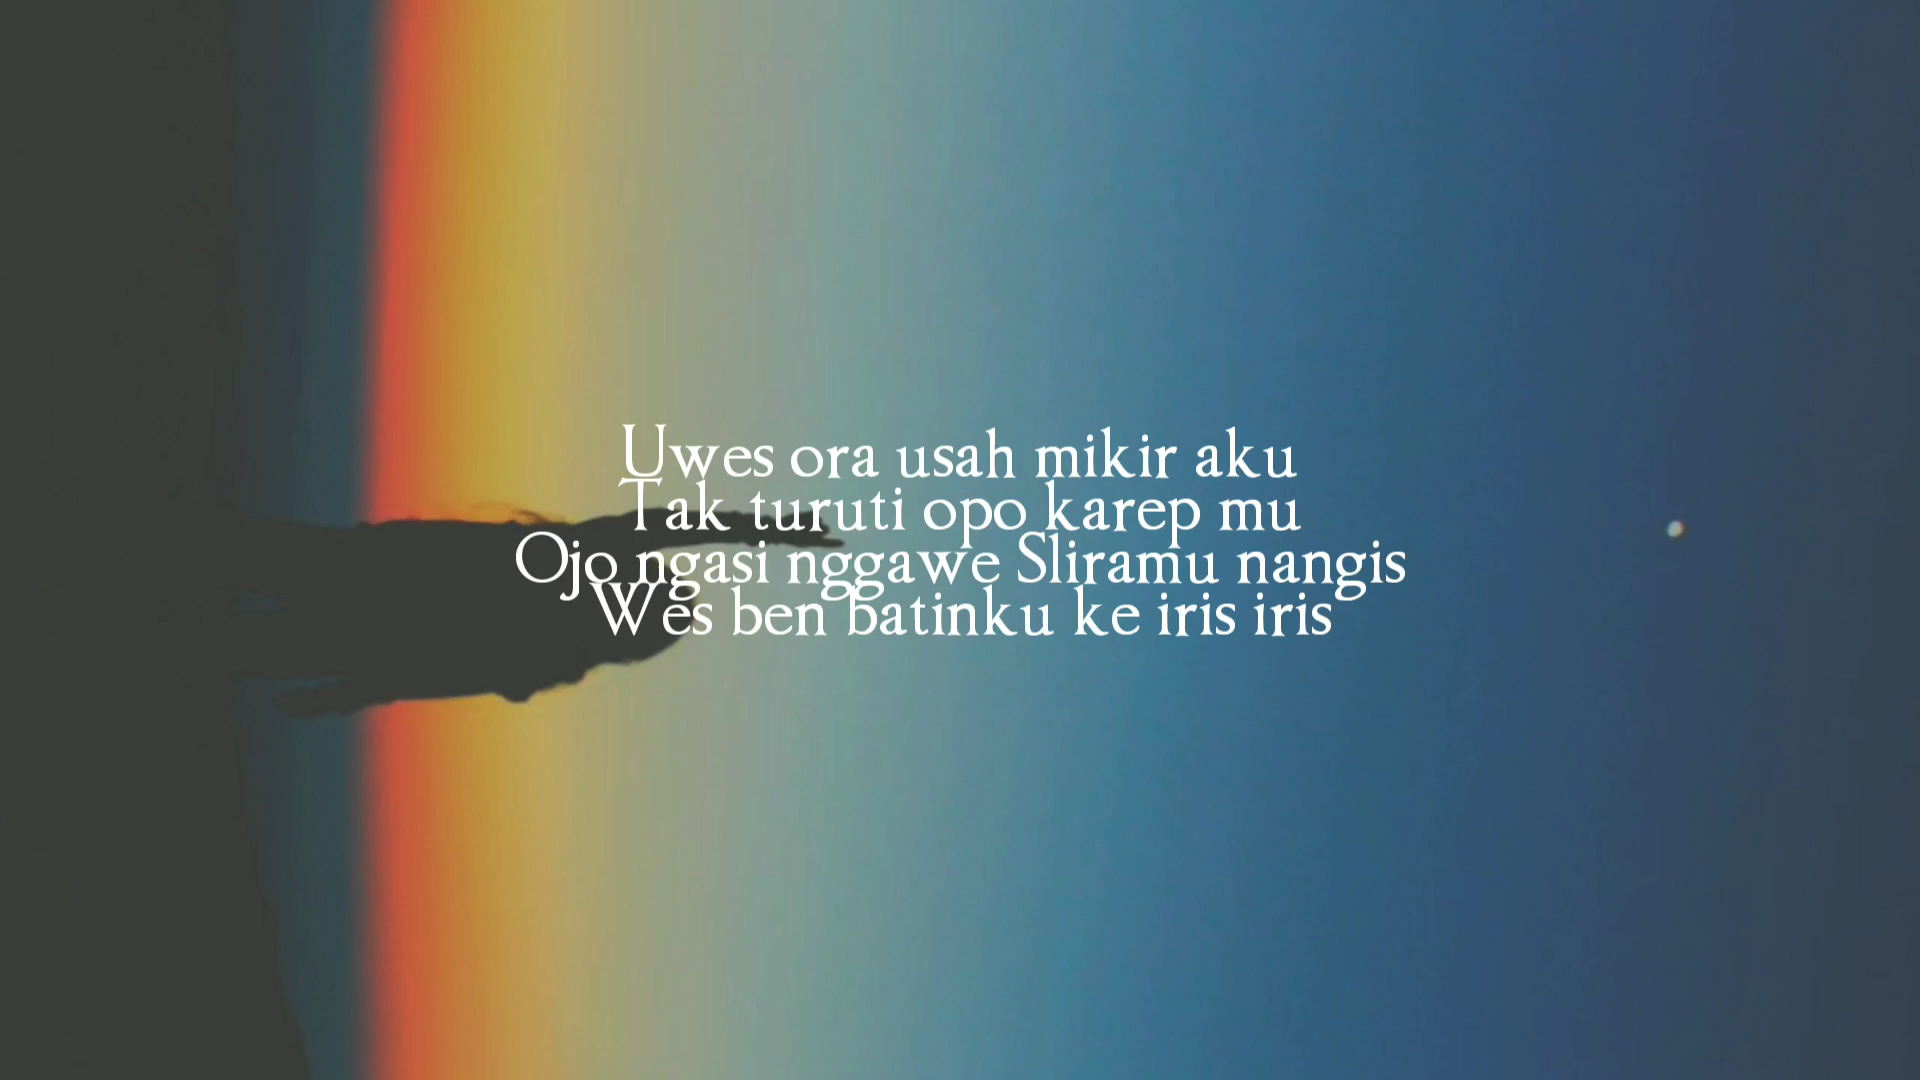 Uwes ora usah mikir aku
Tak turuti opo karep mu
Ojo ngasi nggawe Sliramu nangis
Wes ben batinku ke iris iris